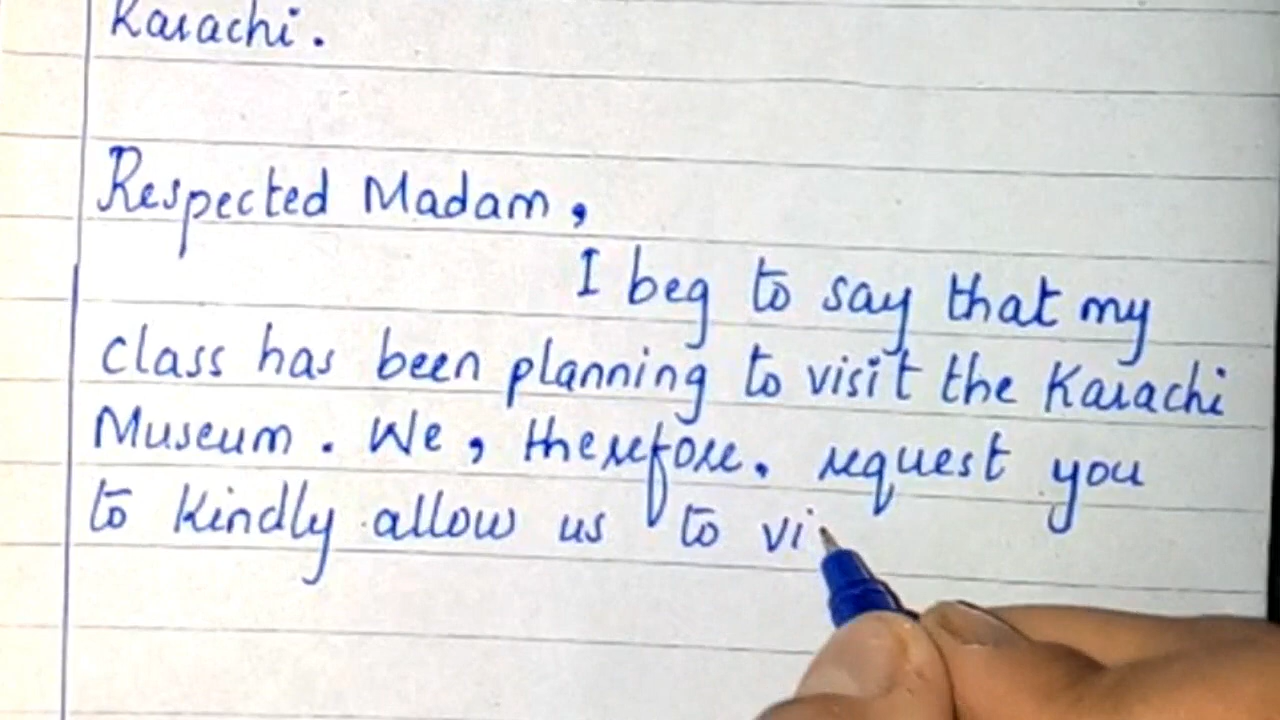 Karachi.
Respected Madam,
I beg to say that my
class has been planning to visit the Karachi
Museum. We, therefore. request you
to kindly allow us to vi